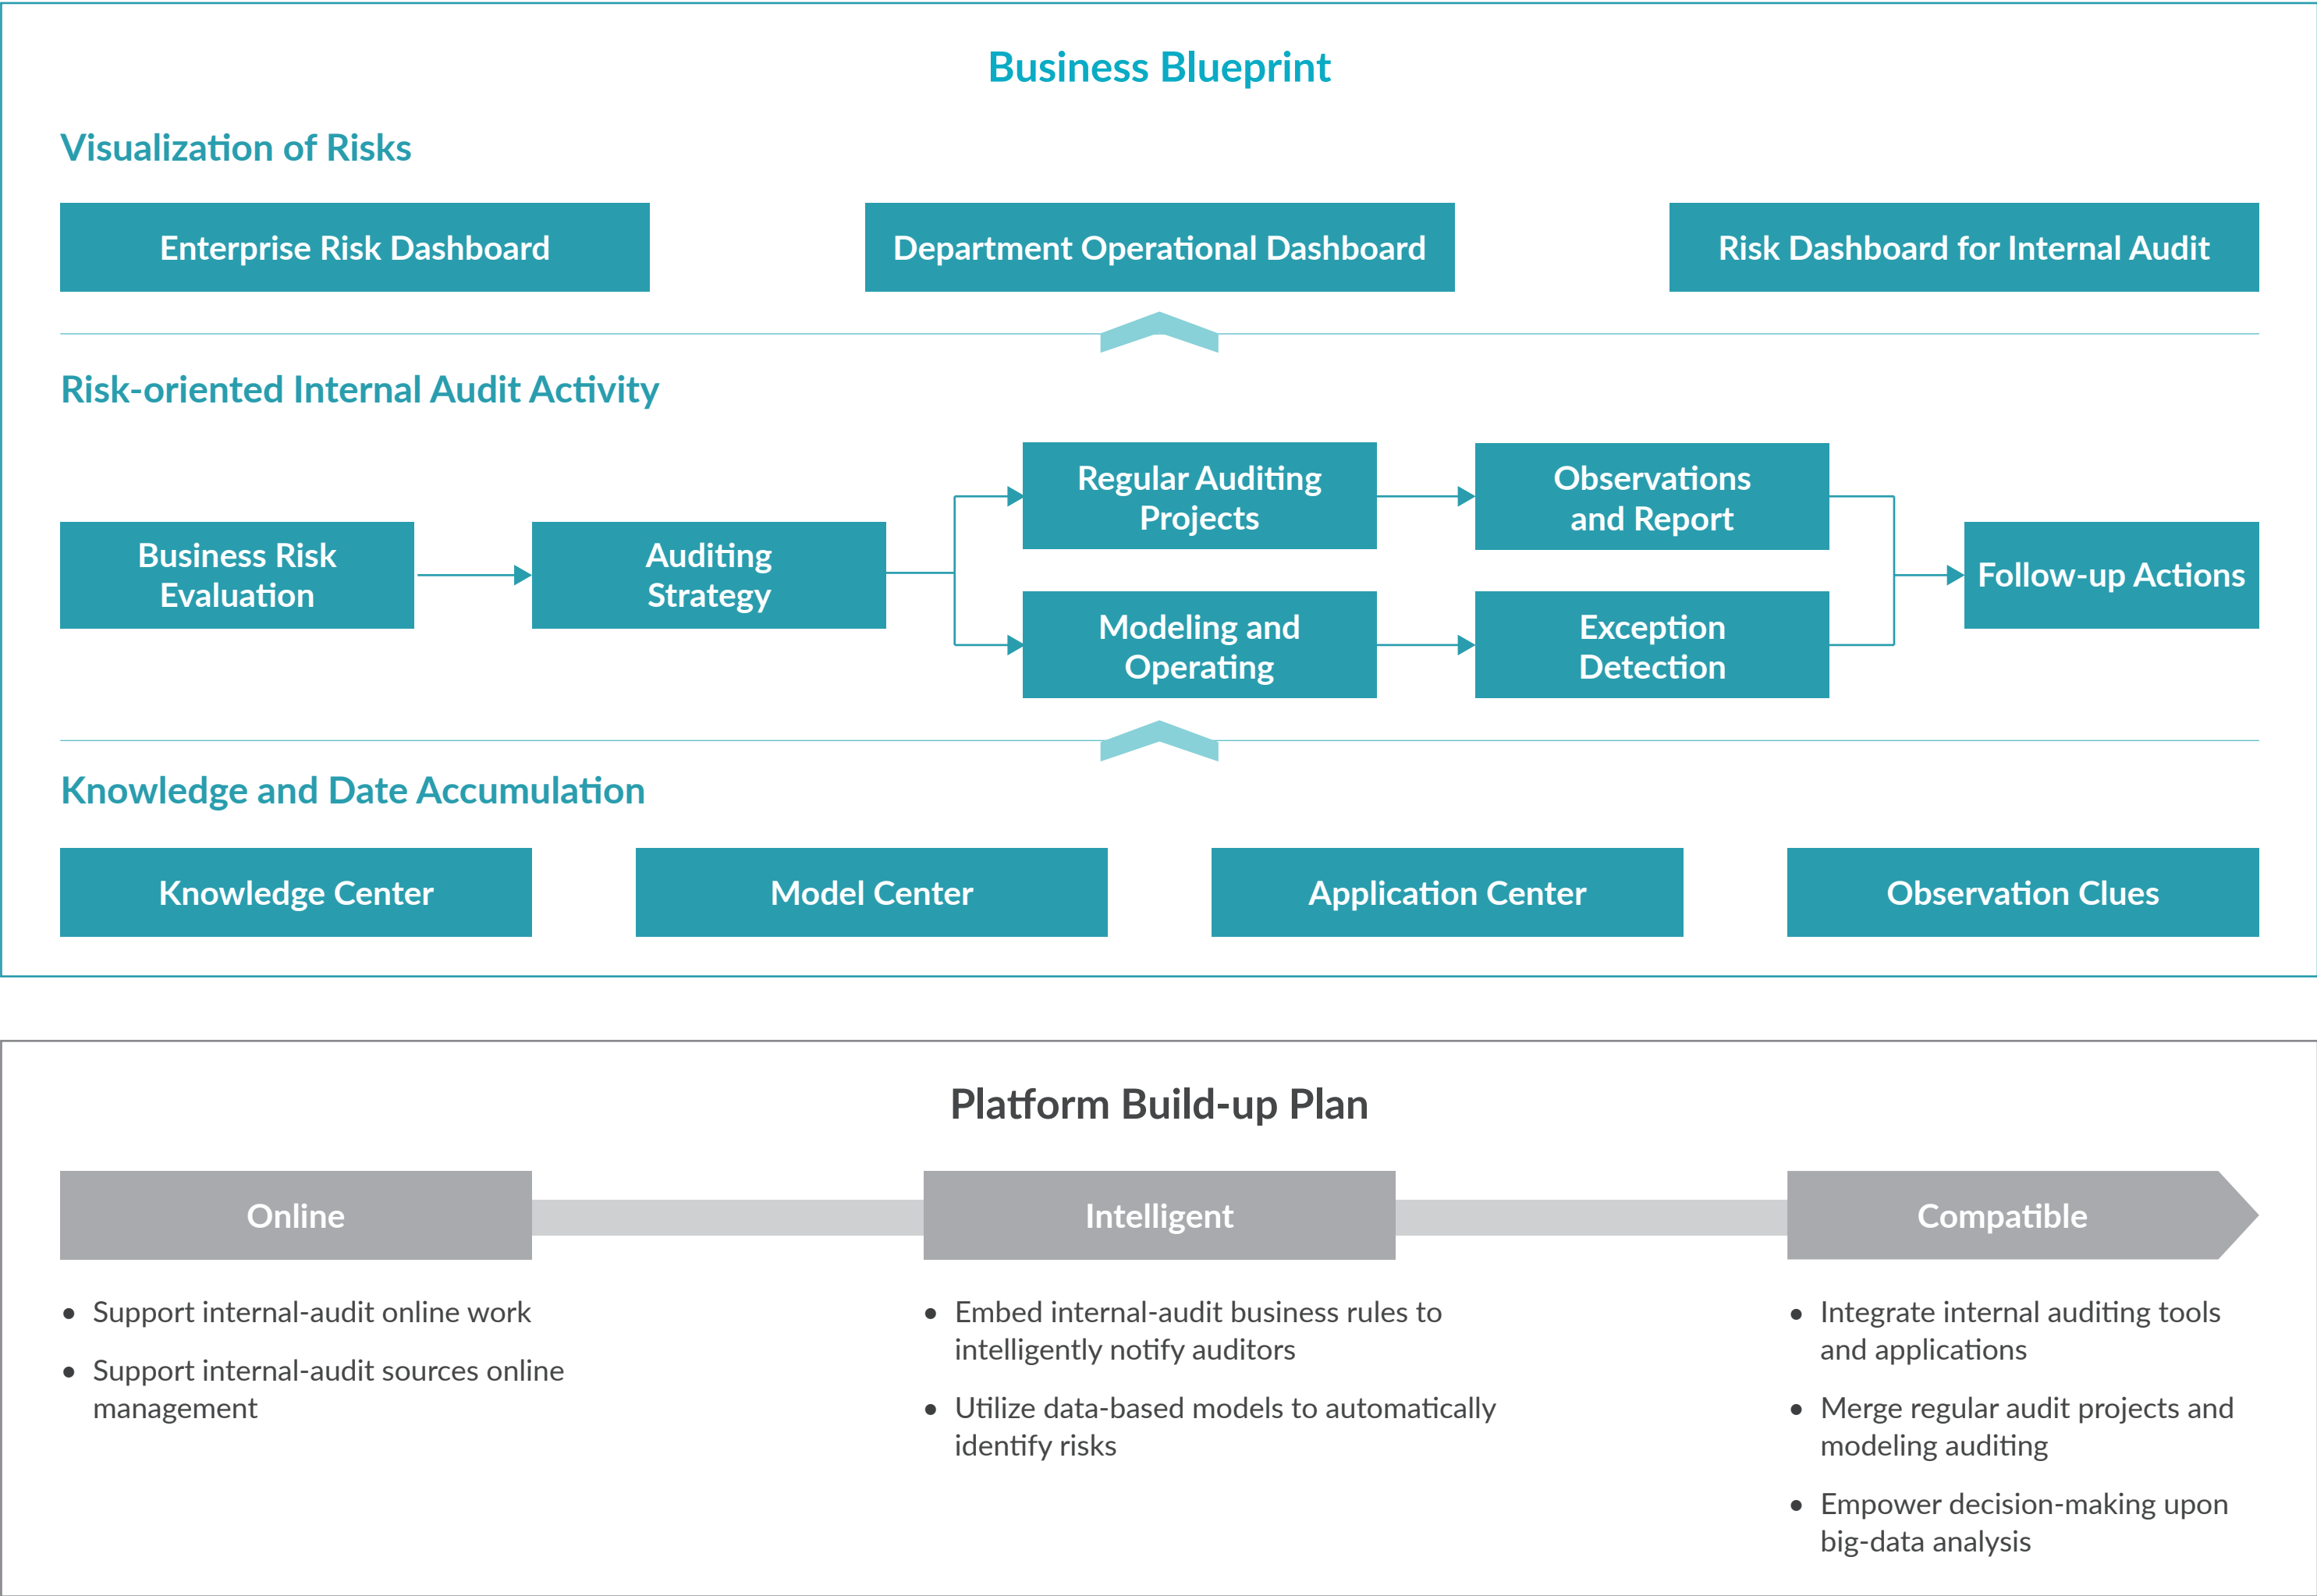 Business Blueprint
Visualization of Risks
Enterprise Risk Dashboard
Department Operational Dashboard
Risk Dashboard for Internal Audit
Risk-oriented Internal Audit Activity
Business Risk
Evaluation
Auditing
Strategy
Regular Auditing
Projects
Observations
and Report
Modeling and
Operating
Exception
Detection
Follow-up Actions
Knowledge and Date Accumulation
Knowledge Center
Model Center
Application Center
Observation Clues
Platform Build-up Plan
Online
Intelligent
Compatible
• Support internal-audit online work
• Support internal-audit sources online
management
• Embed internal-audit business rules to
intelligently notify auditors
• Utilize data-based models to automatically
identify risks
• Integrate internal auditing tools
and applications
• Merge regular audit projects and
modeling auditing
• Empower decision-making upon
big-data analysis